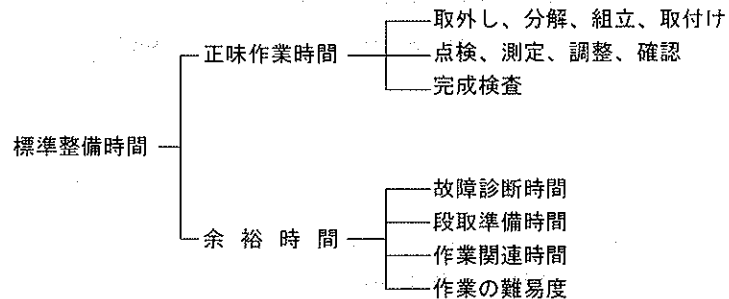 取外し、分解、組立、取付け
正味作業時間
点検、測定、調整、確認
完成検査
標準整備時間
故障診断時間
段取準備時間
余裕時間
作業関連時間
作業の難易度